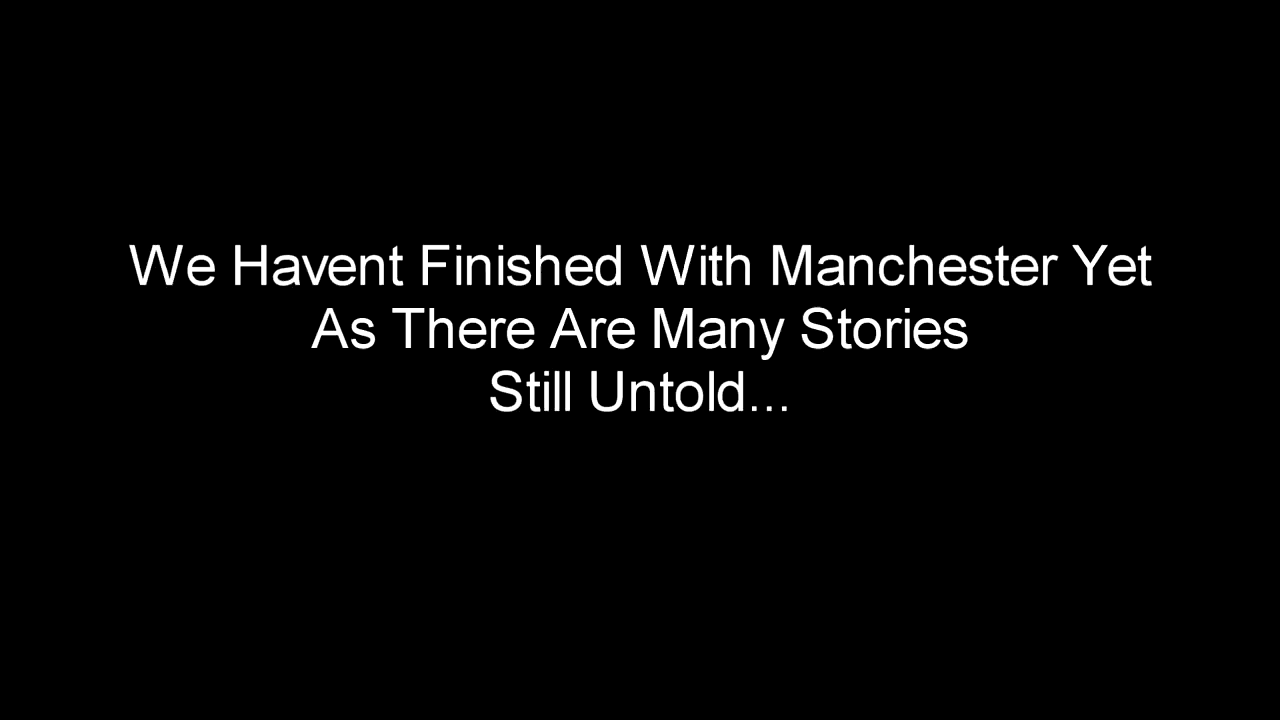 We Havent Finished With Manchester Yet
As There Are Many Stories
Still Untold...